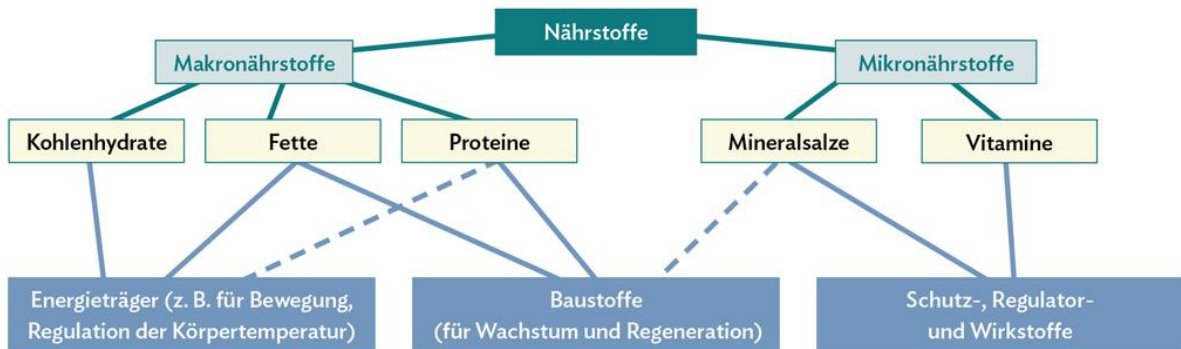 Nährstoffe
Makronährstoffe
Mikronährstoffe
Kohlenhydrate
Fette
Proteine
Mineralsalze
Vitamine
Energieträger (z. B. für Bewegung,
Regulation der Körpertemperatur)
Baustoffe
(für Wachstum und Regeneration)
Schutz-, Regulator-
und Wirkstoffe